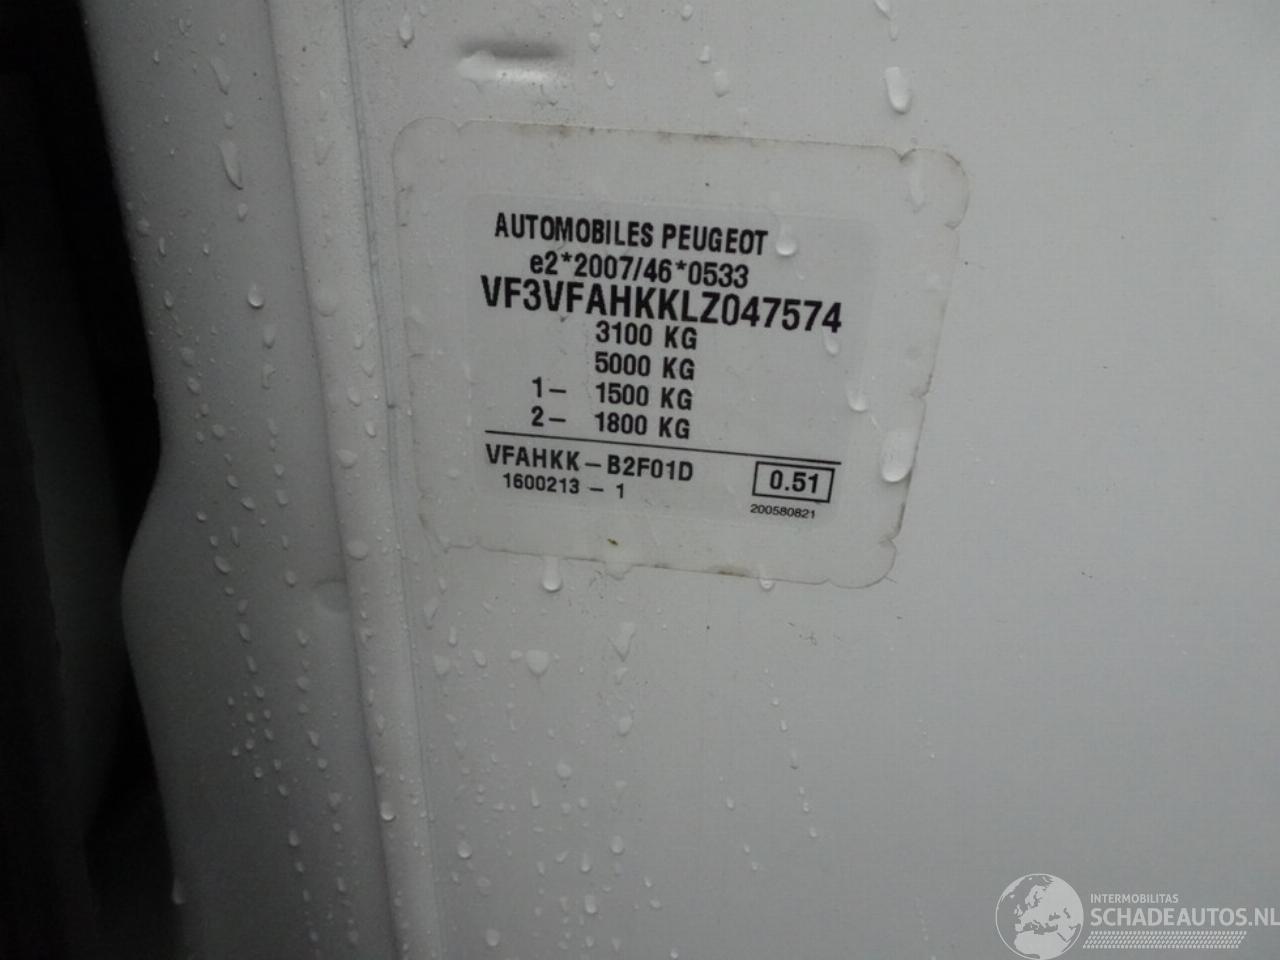 AUTOMOBILES PEUGEOT
e2*2007/46*0533
VF3VFAHKKLZ047574
3100 KG
5000 KG
1- 1500 KG
2- 1800 KG
VFAHKK-B2F01D
0.51
1600213-1
200580821
INTERMOBILITAS
SCHADEAUTOS.NL